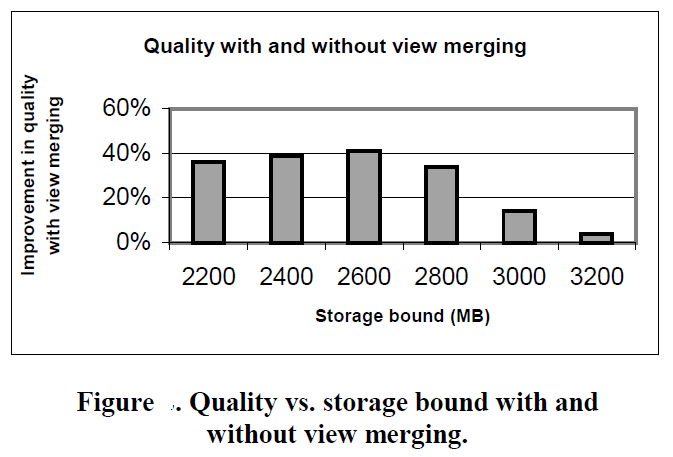 Quality with and without view merging
Improvement in quality
with view merging
60%
40%
20%
0%
2200 2400 2600 2800 3000 3200
Storage bound (MB)
Figure . Quality vs. storage bound with and
without view merging.